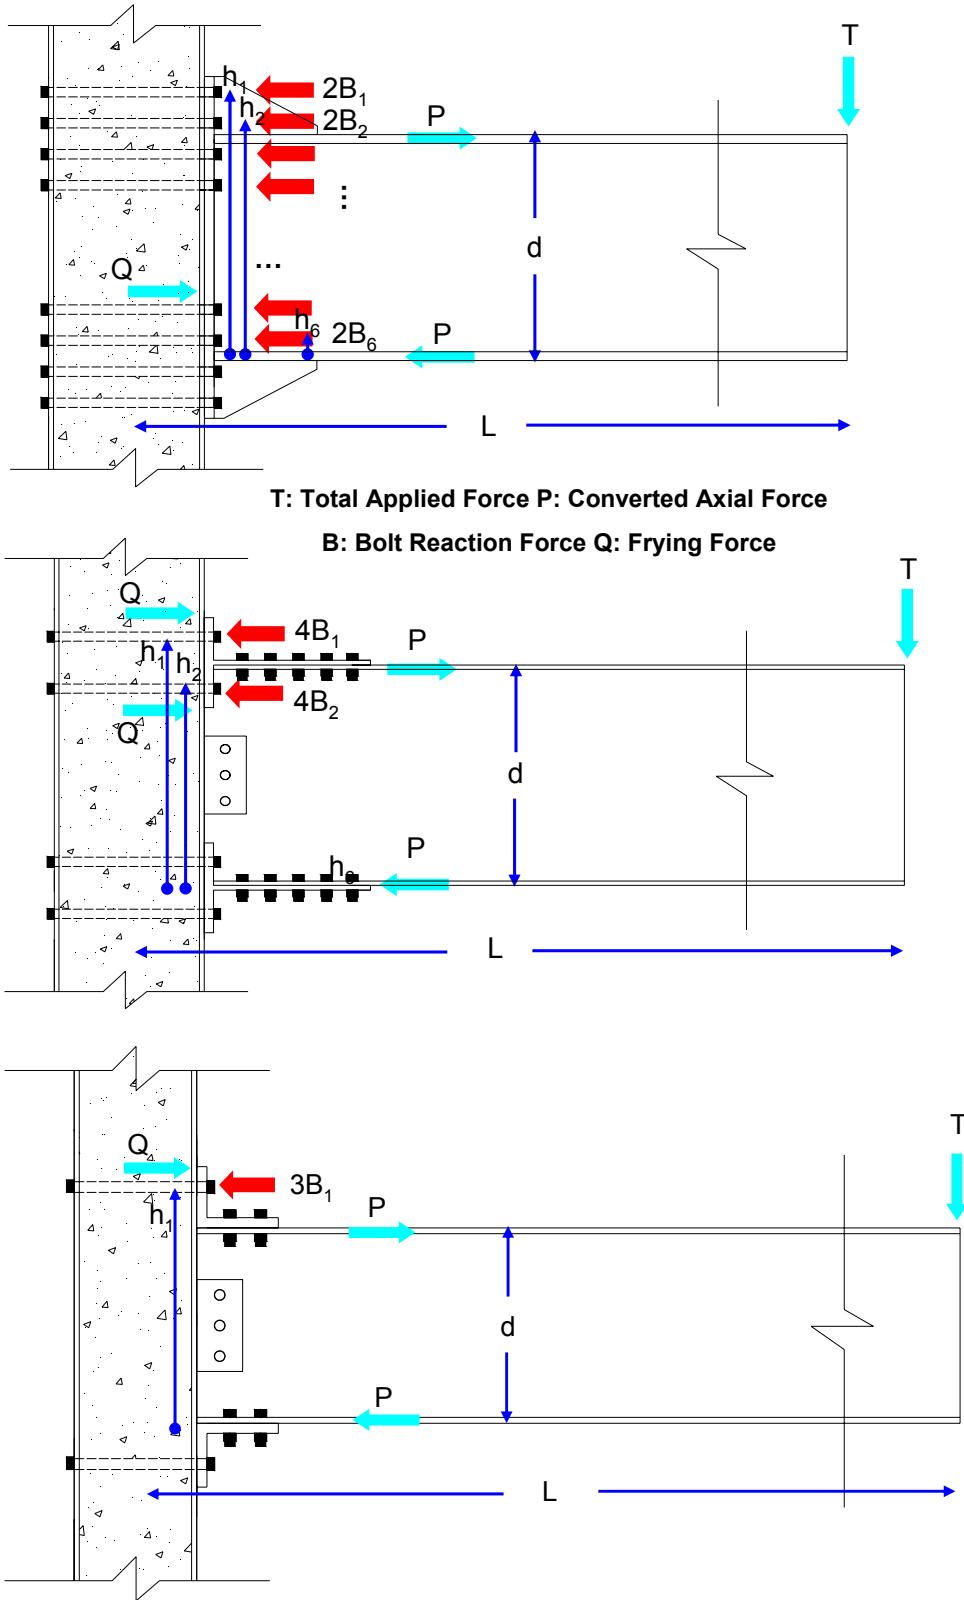 T
h₁
2B₁
h₂
2B₂
P
⋮
d
...
Q
h₆
2B₆
P
L
T: Total Applied Force P: Converted Axial Force
B: Bolt Reaction Force Q: Frying Force
T
Q
4B₁
P
h₁
h₂
4B₂
Q
d
P
h₆
L
T
Q
3B₁
P
h₁
d
P
L